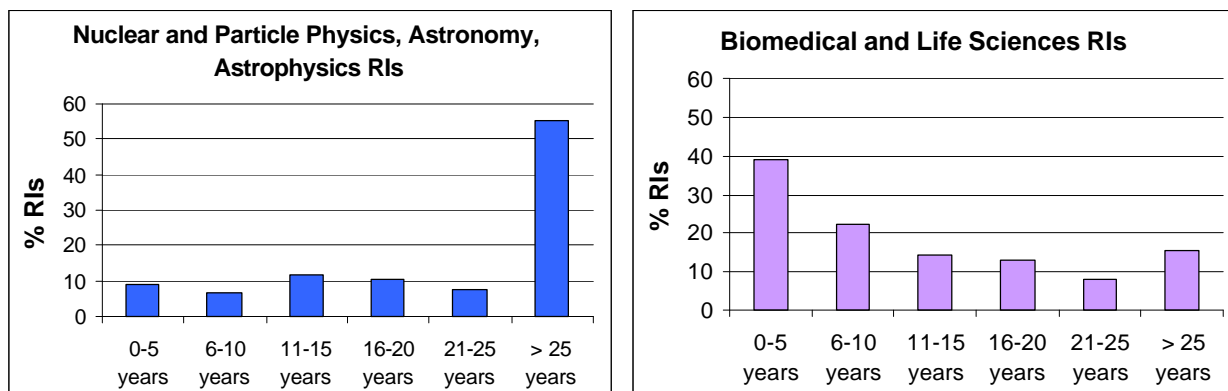 Nuclear and Particle Physics, Astronomy,
Astrophysics RIs
60
50
40
30
20
10
0
% RIs
0-5 6-10 11-15 16-20 21-25 > 25
years years years years years years
Biomedical and Life Sciences RIs
60
50
40
30
20
10
0
% RIs
0-5 6-10 11-15 16-20 21-25 > 25
years years years years years years